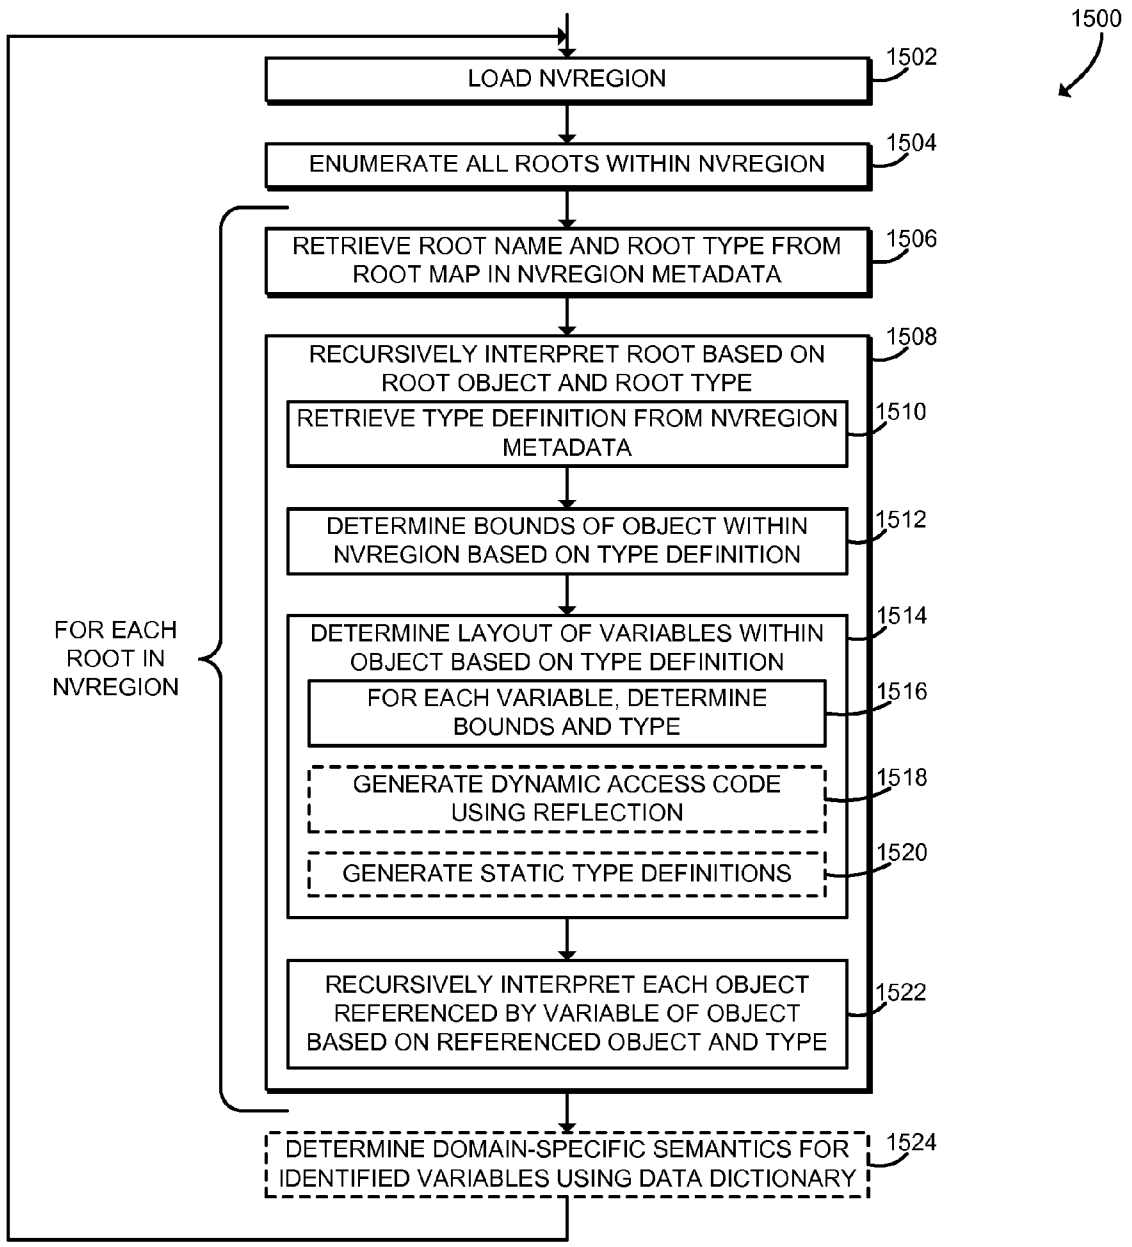 1500
LOAD NVREGION
1502
ENUMERATE ALL ROOTS WITHIN NVREGION
1504
RETRIEVE ROOT NAME AND ROOT TYPE FROM
ROOT MAP IN NVREGION METADATA
1506
RECURSIVELY INTERPRET ROOT BASED ON
ROOT OBJECT AND ROOT TYPE
1508
RETRIEVE TYPE DEFINITION FROM NVREGION
METADATA
1510
DETERMINE BOUNDS OF OBJECT WITHIN
NVREGION BASED ON TYPE DEFINITION
1512
FOR EACH
ROOT IN
NVREGION
DETERMINE LAYOUT OF VARIABLES WITHIN
OBJECT BASED ON TYPE DEFINITION
1514
FOR EACH VARIABLE, DETERMINE
BOUNDS AND TYPE
1516
GENERATE DYNAMIC ACCESS CODE
USING REFLECTION
1518
GENERATE STATIC TYPE DEFINITIONS
1520
RECURSIVELY INTERPRET EACH OBJECT
REFERENCED BY VARIABLE OF OBJECT
BASED ON REFERENCED OBJECT AND TYPE
1522
DETERMINE DOMAIN-SPECIFIC SEMANTICS FOR
IDENTIFIED VARIABLES USING DATA DICTIONARY
1524